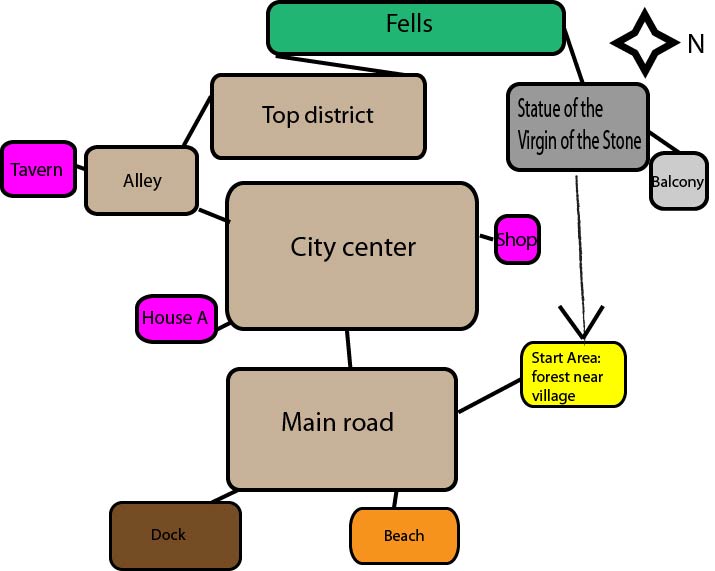 Fells
N
Top district
Statue of the
Virgin of the Stone
Tavern
Alley
Balcony
City center
Shop
House A
Start Area:
forest near
village
Main road
Dock
Beach